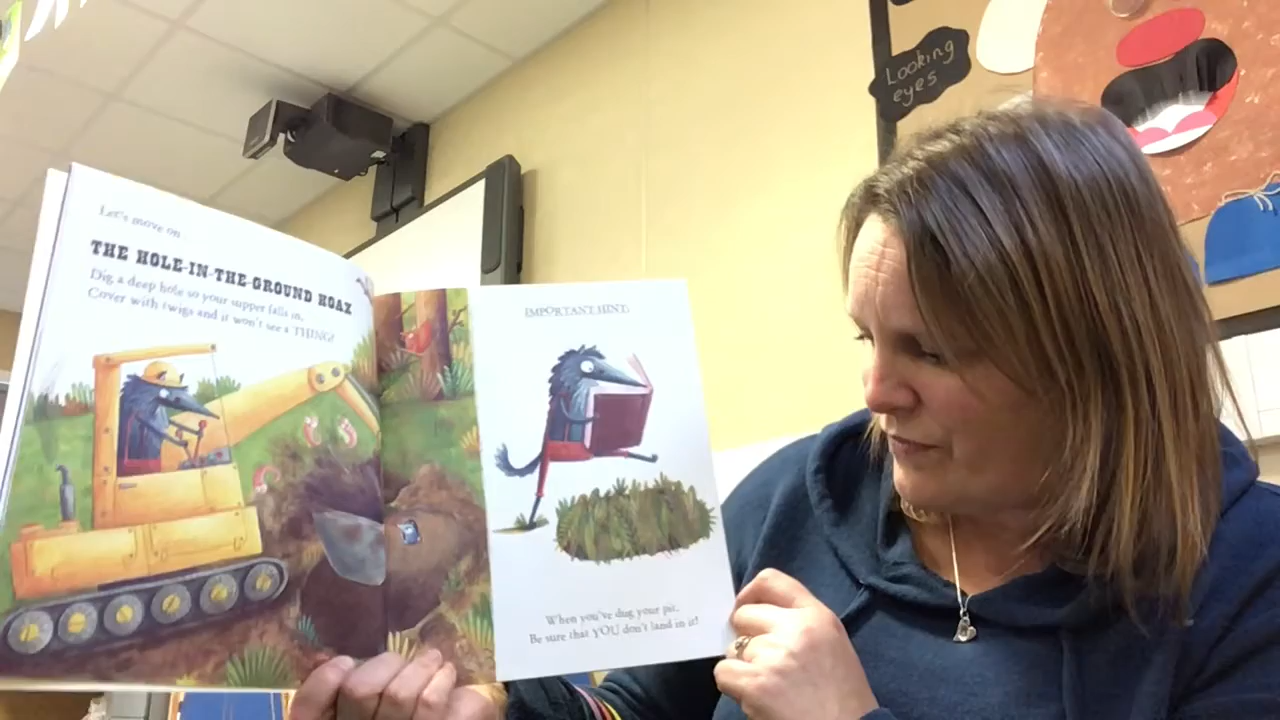 Looking
eyes
Let's move on
THE HOLE-IN-THE-GROUND HOAX
Dig a deep hole so your supper falls in,
Cover with twigs and it won't see a THING!
IMPORTANT HINT:
When you've dug your pit,
Be sure that YOU don't land in it!